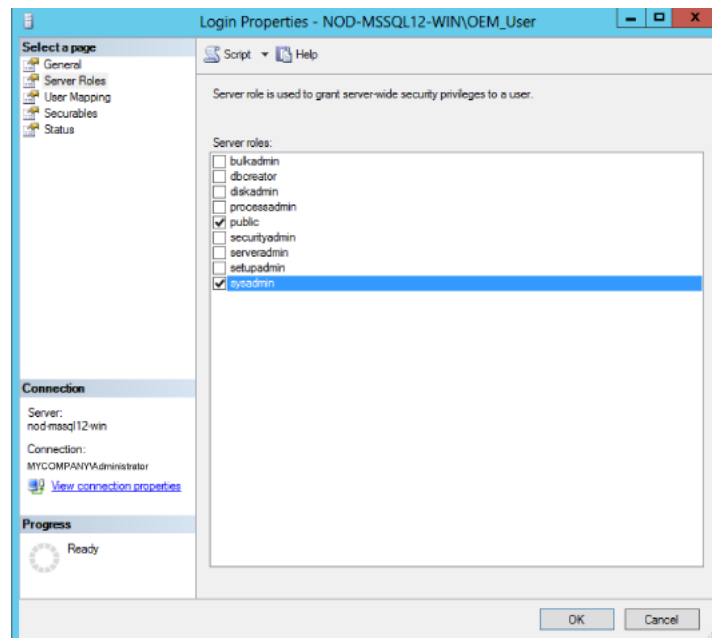 Login Properties - NOD-MSSQL12-WIN\OEM_User
Select a page
General
Server Roles
User Mapping
Securables
Status
Script
Help
Server role is used to grant server-wide security privileges to a user.
Server roles:
bulkadmin
dbcreator
diskadmin
processadmin
public
securityadmin
serveradmin
setupadmin
sysadmin
Connection
Server:
nod-mssql12-win
Connection:
MYCOMPANY\Administrator
View connection properties
Progress
Ready
OK
Cancel